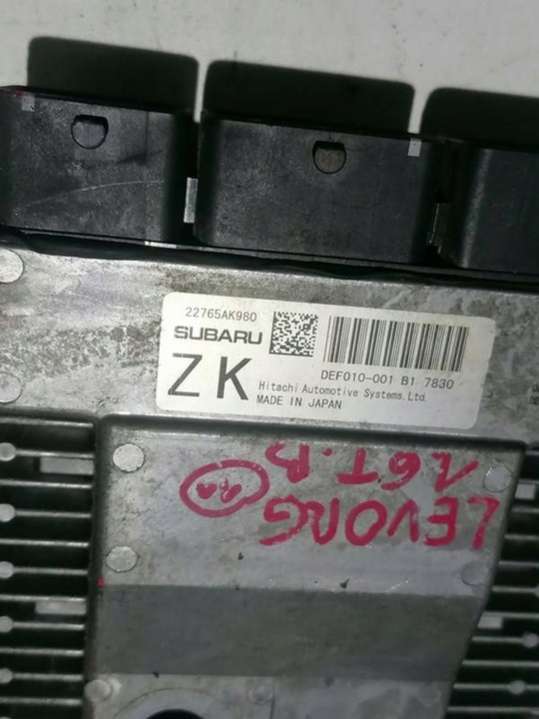 22765AK980
SUBARU
ZK
DEF010-001 B1 7830
Hitachi Automotive Systems, Ltd.
MADE IN JAPAN
LEVORG
1.6T.B